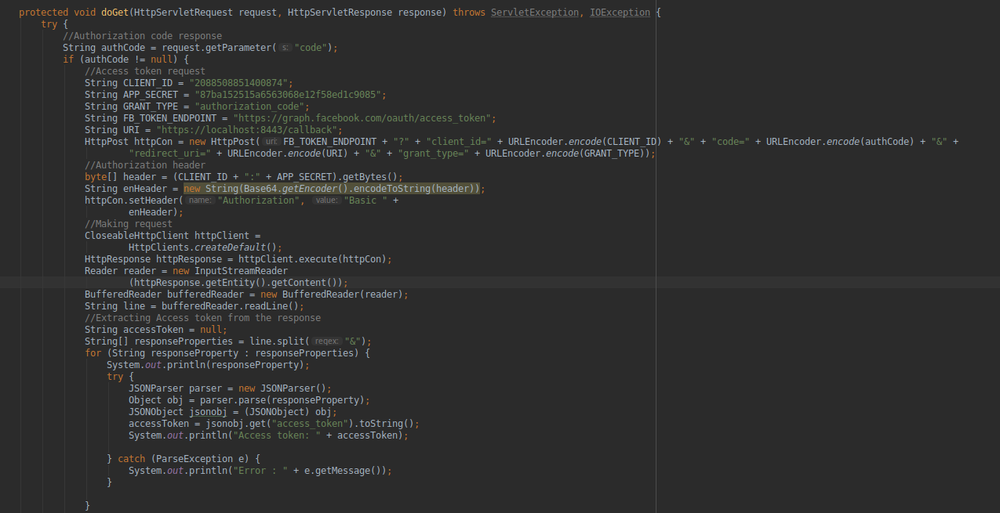 protected void doGet(HttpServletRequest request, HttpServletResponse response) throws ServletException, IOException {
try {
//Authorization code response
String authCode = request.getParameter( s: "code");
if (authCode != null) {
//Access token request
String CLIENT_ID = "2088508851400874";
String APP_SECRET = "87ba152515a6563068e12f58ed1c9085";
String GRANT_TYPE = "authorization_code";
String FB_TOKEN_ENDPOINT = "https://graph.facebook.com/oauth/access_token";
String URI = "https://localhost:8443/callback";
HttpPost httpCon = new HttpPost( uri: FB_TOKEN_ENDPOINT + "?" + "client_id=" + URLEncoder.encode(CLIENT_ID) + "&" + "code=" + URLEncoder.encode(authCode) + "&" +
"redirect_uri=" + URLEncoder.encode(URI) + "&" + "grant_type=" + URLEncoder.encode(GRANT_TYPE));
//Authorization header
byte[] header = (CLIENT_ID + ":" + APP_SECRET).getBytes();
String enHeader = new String(Base64.getEncoder().encodeToString(header));
httpCon.setHeader( name: "Authorization", value: "Basic " +
enHeader);
//Making request
CloseableHttpClient httpClient =
HttpClients.createDefault();
HttpResponse httpResponse = httpClient.execute(httpCon);
Reader reader = new InputStreamReader
(httpResponse.getEntity().getContent());
BufferedReader bufferedReader = new BufferedReader(reader);
String line = bufferedReader.readLine();
//Extracting Access token from the response
String accessToken = null;
String[] responseProperties = line.split( regex: "&");
for (String responseProperty : responseProperties) {
System.out.println(responseProperty);
try {
JSONParser parser = new JSONParser();
Object obj = parser.parse(responseProperty);
JSONObject jsonobj = (JSONObject) obj;
accessToken = jsonobj.get("access_token").toString();
System.out.println("Access token: " + accessToken);
} catch (ParseException e) {
System.out.println("Error : " + e.getMessage());
}
}